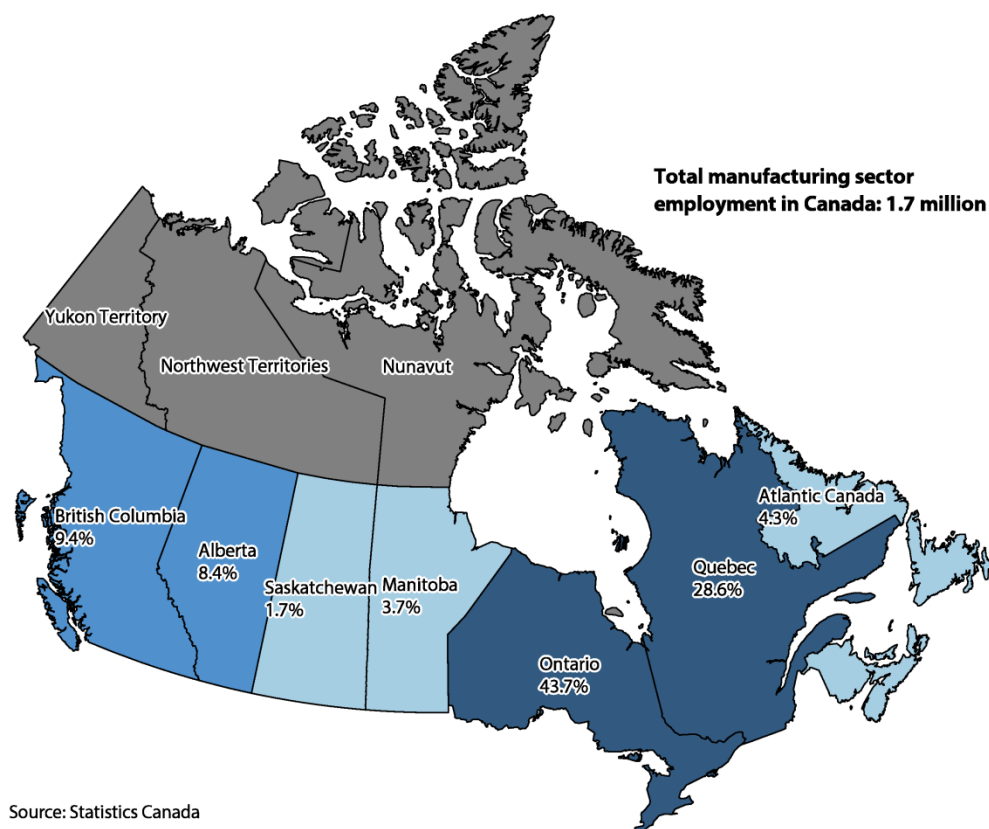 Total manufacturing sector
employment in Canada: 1.7 million
Yukon Territory
Northwest Territories
Nunavut
British Columbia
9.4%
Alberta
8.4%
Saskatchewan
1.7%
Manitoba
3.7%
Ontario
43.7%
Quebec
28.6%
Atlantic Canada
4.3%
Source: Statistics Canada